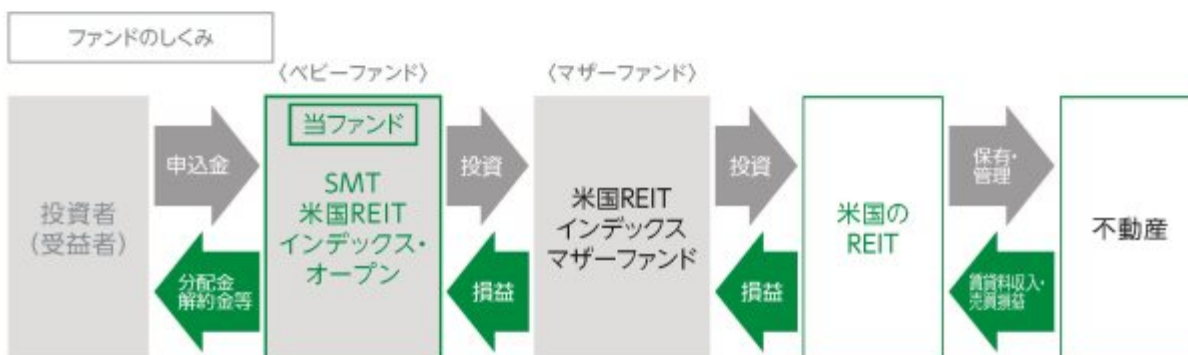 ファンドのしくみ
〈ベビーファンド〉
〈マザーファンド〉
投資者
(受益者)
申込金
分配金
解約金等
当ファンド
SMT
米国REIT
インデックス・
オープン
投資
損益
米国REIT
インデックス
マザーファンド
投資
損益
米国の
REIT
保有・
管理
賃貸料収入・
売買損益
不動産